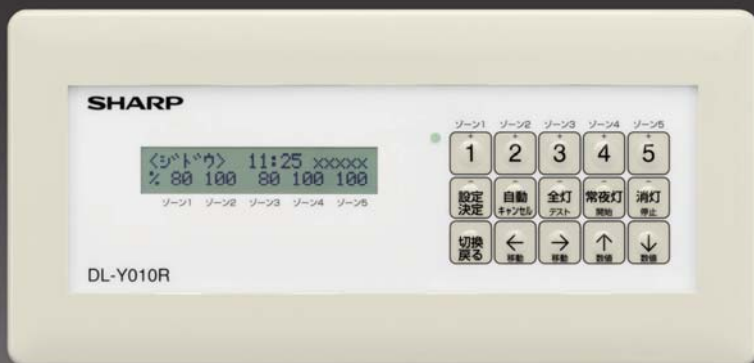 SHARP
<ジドウ> 11:25 xxxxx
% 80 100 80 100 100
ゾーン1 ゾーン2 ゾーン3 ゾーン4 ゾーン5
DL-Y010R
ゾーン1 ゾーン2 ゾーン3 ゾーン4 ゾーン5
1 2 3 4 5
設定 自動 全灯 常夜灯 消灯
決定 キャンセル テスト 開始 停止
切換 ← → ↑ ↓
戻る 移動 移動 数値 数値